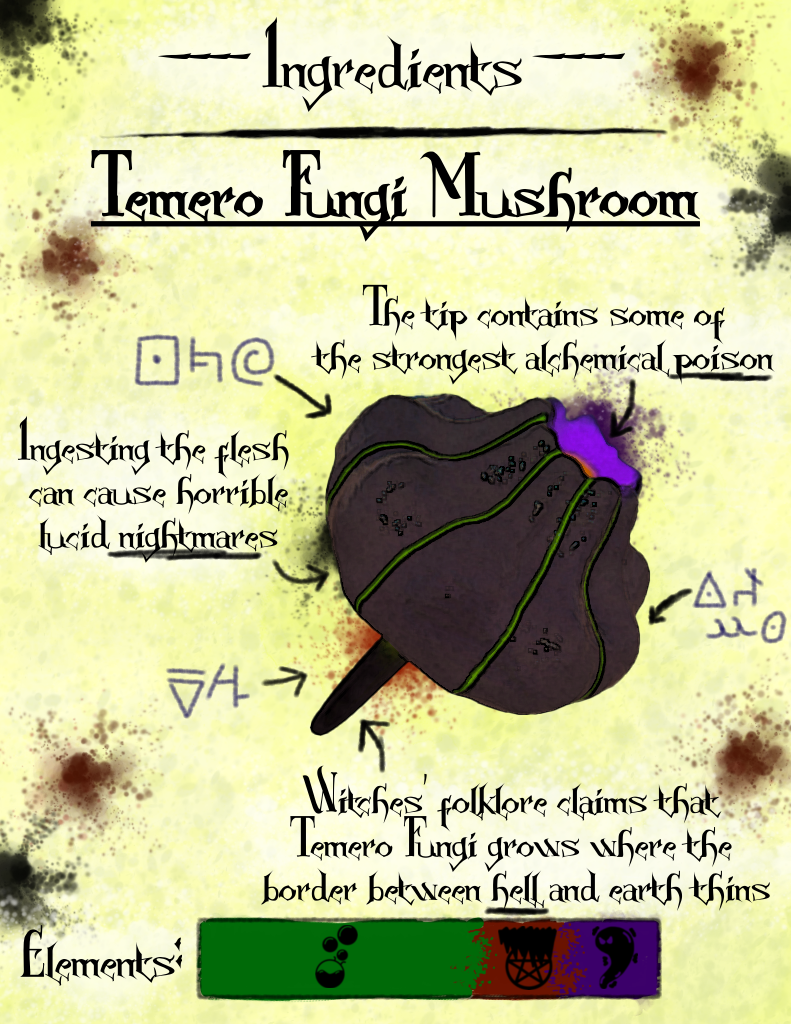 Ingredients
Temero Fungi Mushroom
The tip contains some of
the strongest alchemical poison
Ingesting the flesh
can cause horrible
lucid nightmares
Witches' folklore claims that
Temero Fungi grows where the
border between hell and earth thins
Elements: